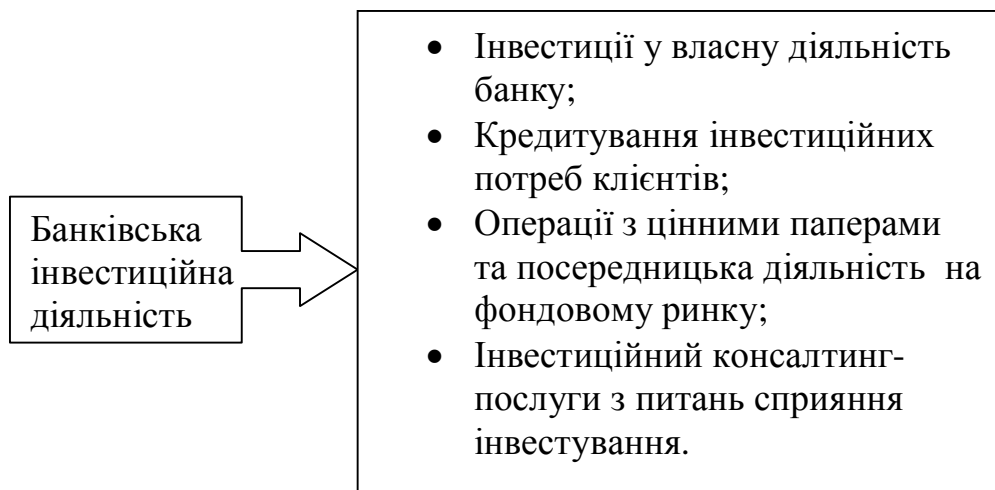 Банківська
інвестиційна
діяльність
• Інвестиції у власну діяльність
банку;
• Кредитування інвестиційних
потреб клієнтів;
• Операції з цінними паперами
та посередницька діяльність на
фондовому ринку;
• Інвестиційний консалтинг-
послуги з питань сприяння
інвестування.